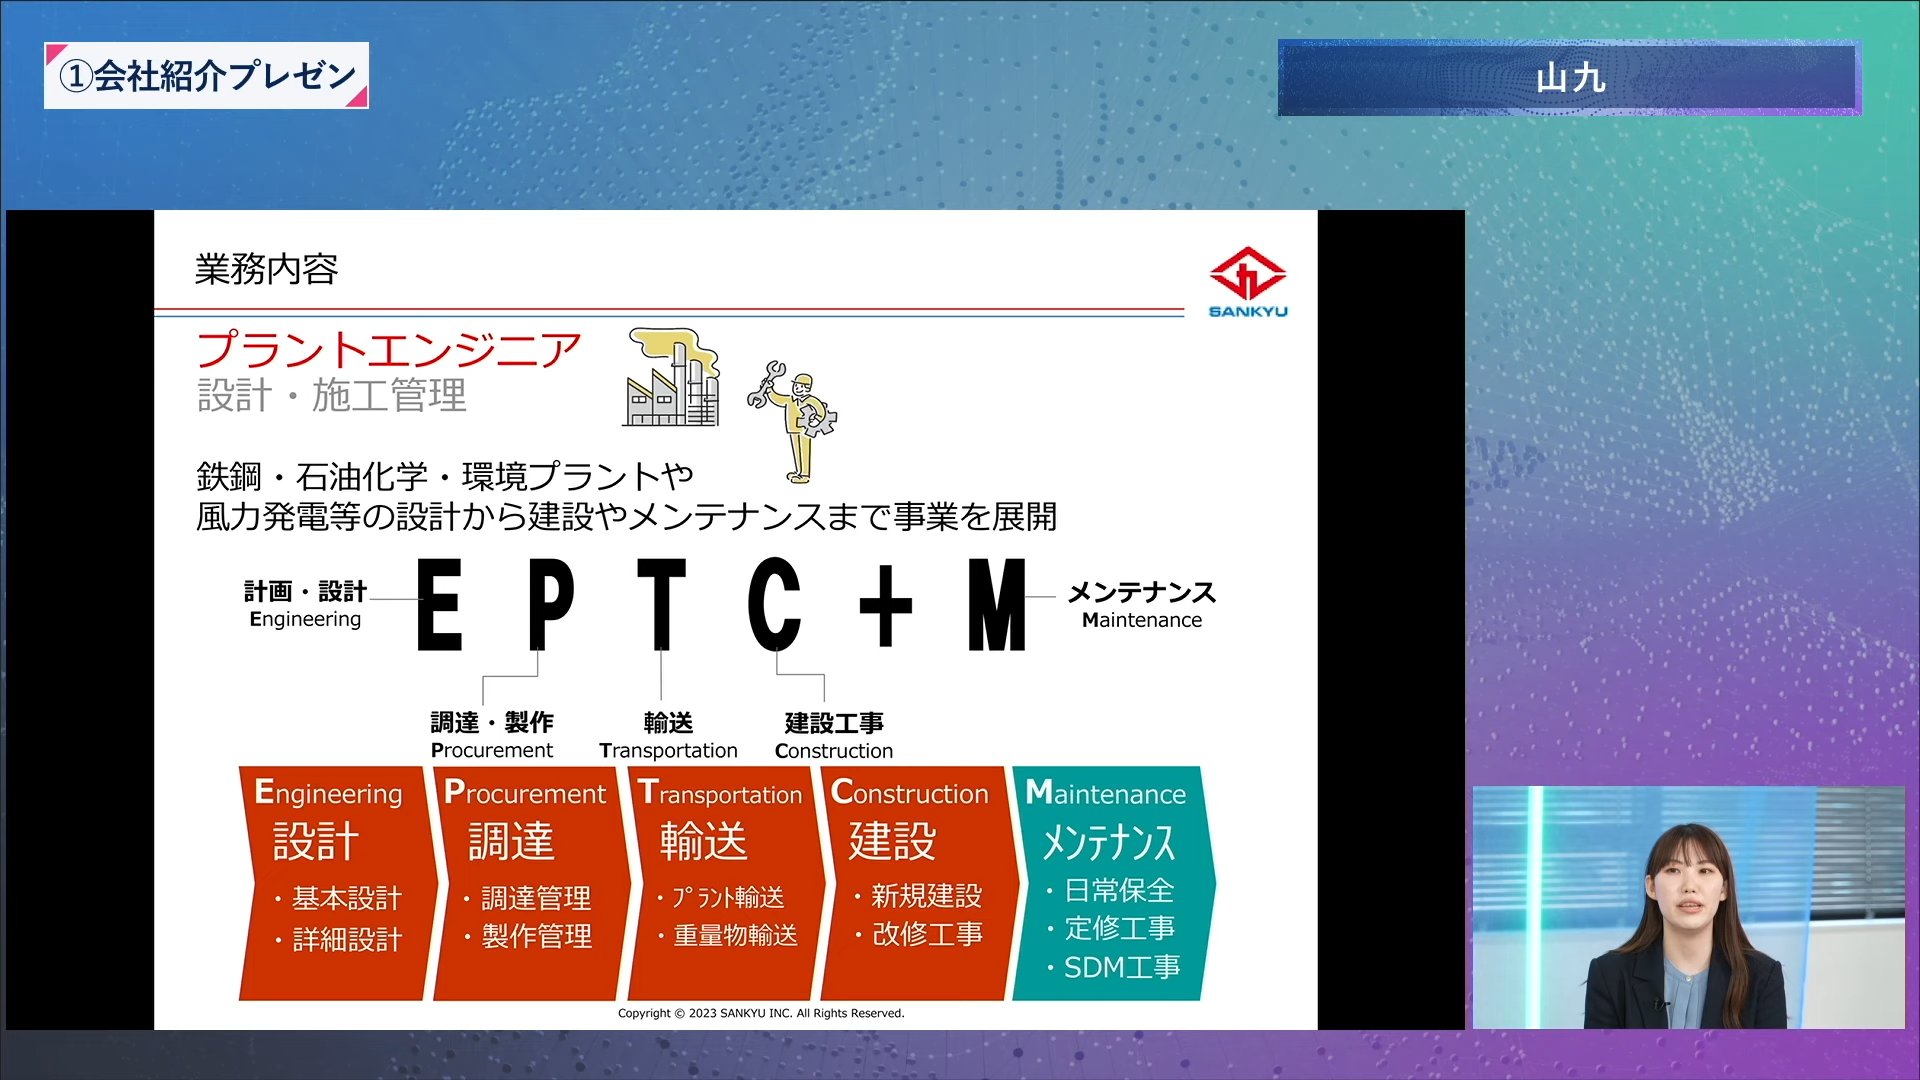 ①会社紹介プレゼン
山九
業務内容
SANKYU
プラントエンジニア
設計・施工管理
鉄鋼・石油化学・環境プラントや
風力発電等の設計から建設やメンテナンスまで事業を展開
E P T C + M
計画・設計
Engineering
メンテナンス
Maintenance
調達・製作
Procurement
輸送
Transportation
建設工事
Construction
Engineering
設計
・基本設計
・詳細設計
Procurement
調達
・調達管理
・製作管理
Transportation
輸送
・ﾌﾟﾗﾝﾄ輸送
・重量物輸送
Construction
建設
・新規建設
・改修工事
Maintenance
ﾒﾝﾃﾅﾝｽ
・日常保全
・定修工事
・SDM工事
Copyright © 2023 SANKYU INC. All Rights Reserved.